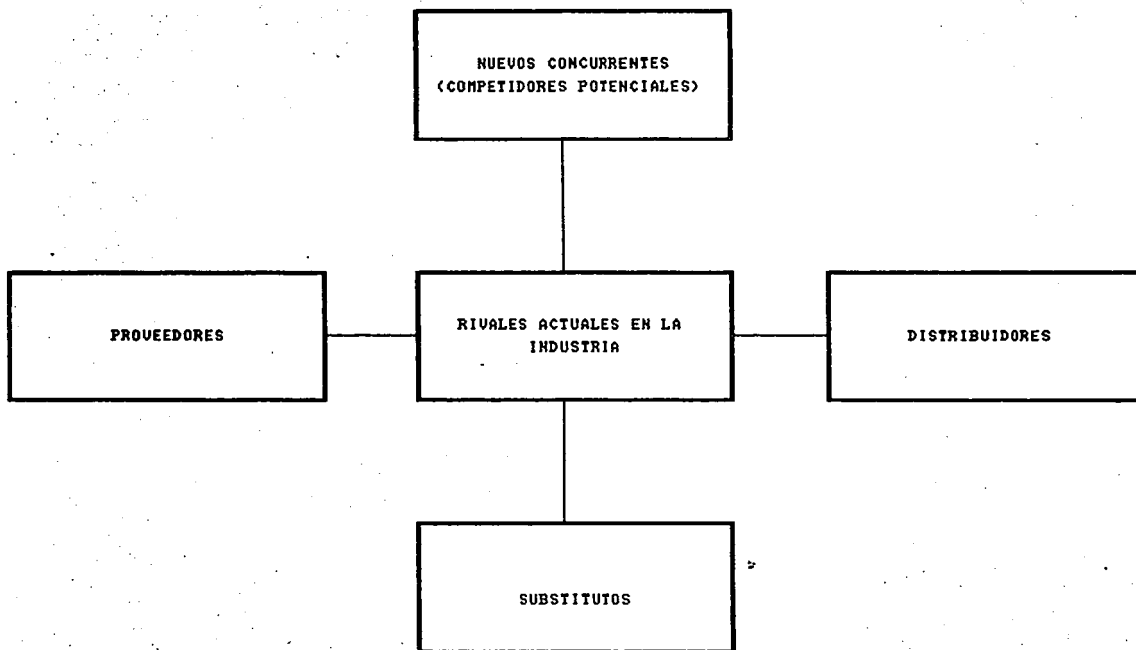 NUEVOS CONCURRENTES
(COMPETIDORES POTENCIALES)
PROVEEDORES
RIVALES ACTUALES EN LA
INDUSTRIA
DISTRIBUIDORES
SUBSTITUTOS